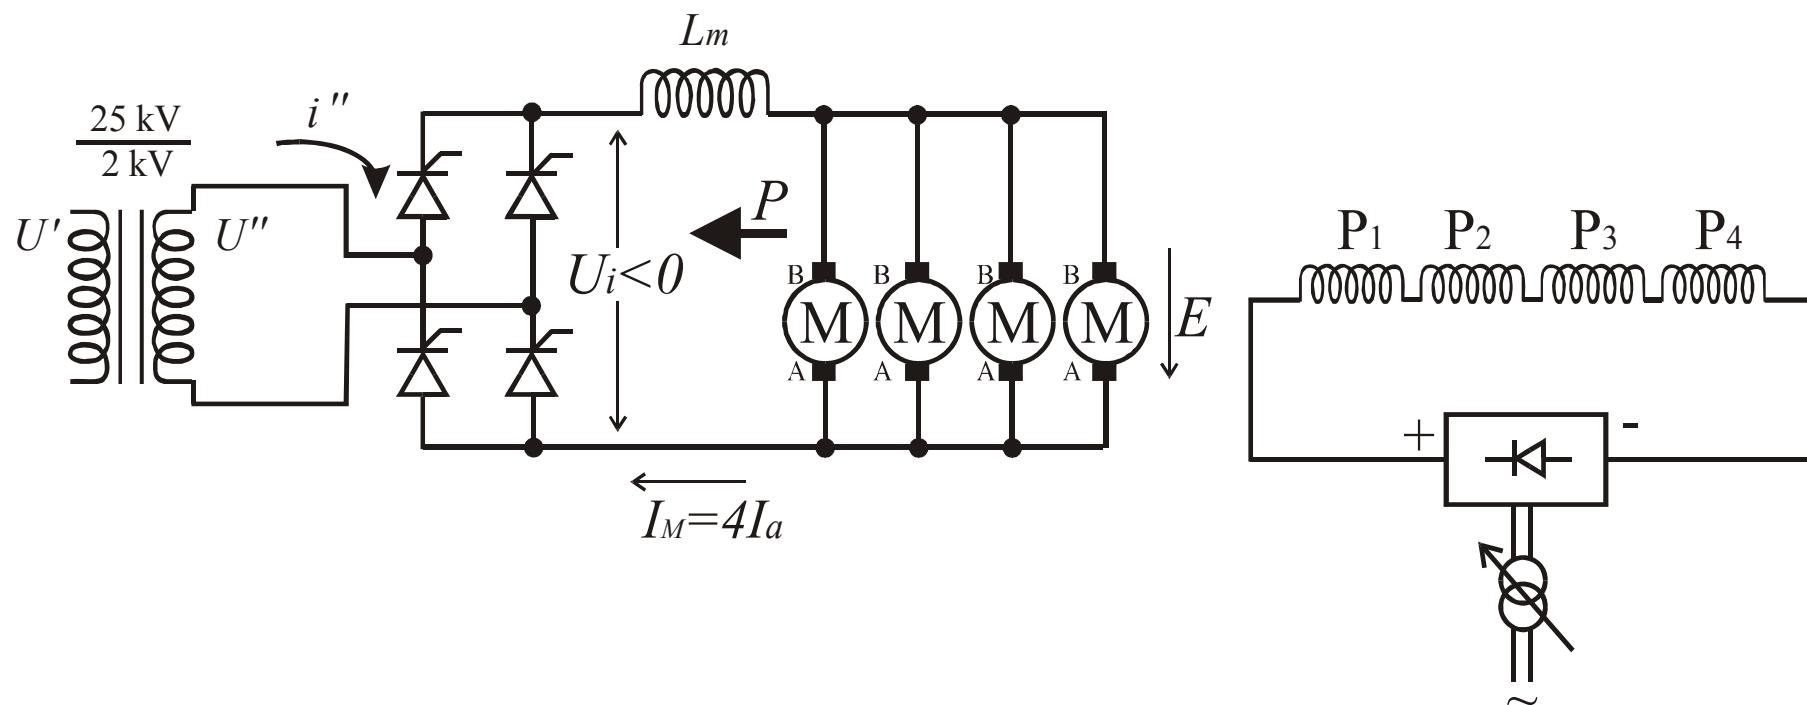 Lm
25 kV
2 kV
i"
U'
U"
Ui<0
P
B B B B
M M M M
A A A A
E
IM=4Ia
P1 P2 P3 P4
+ -
~